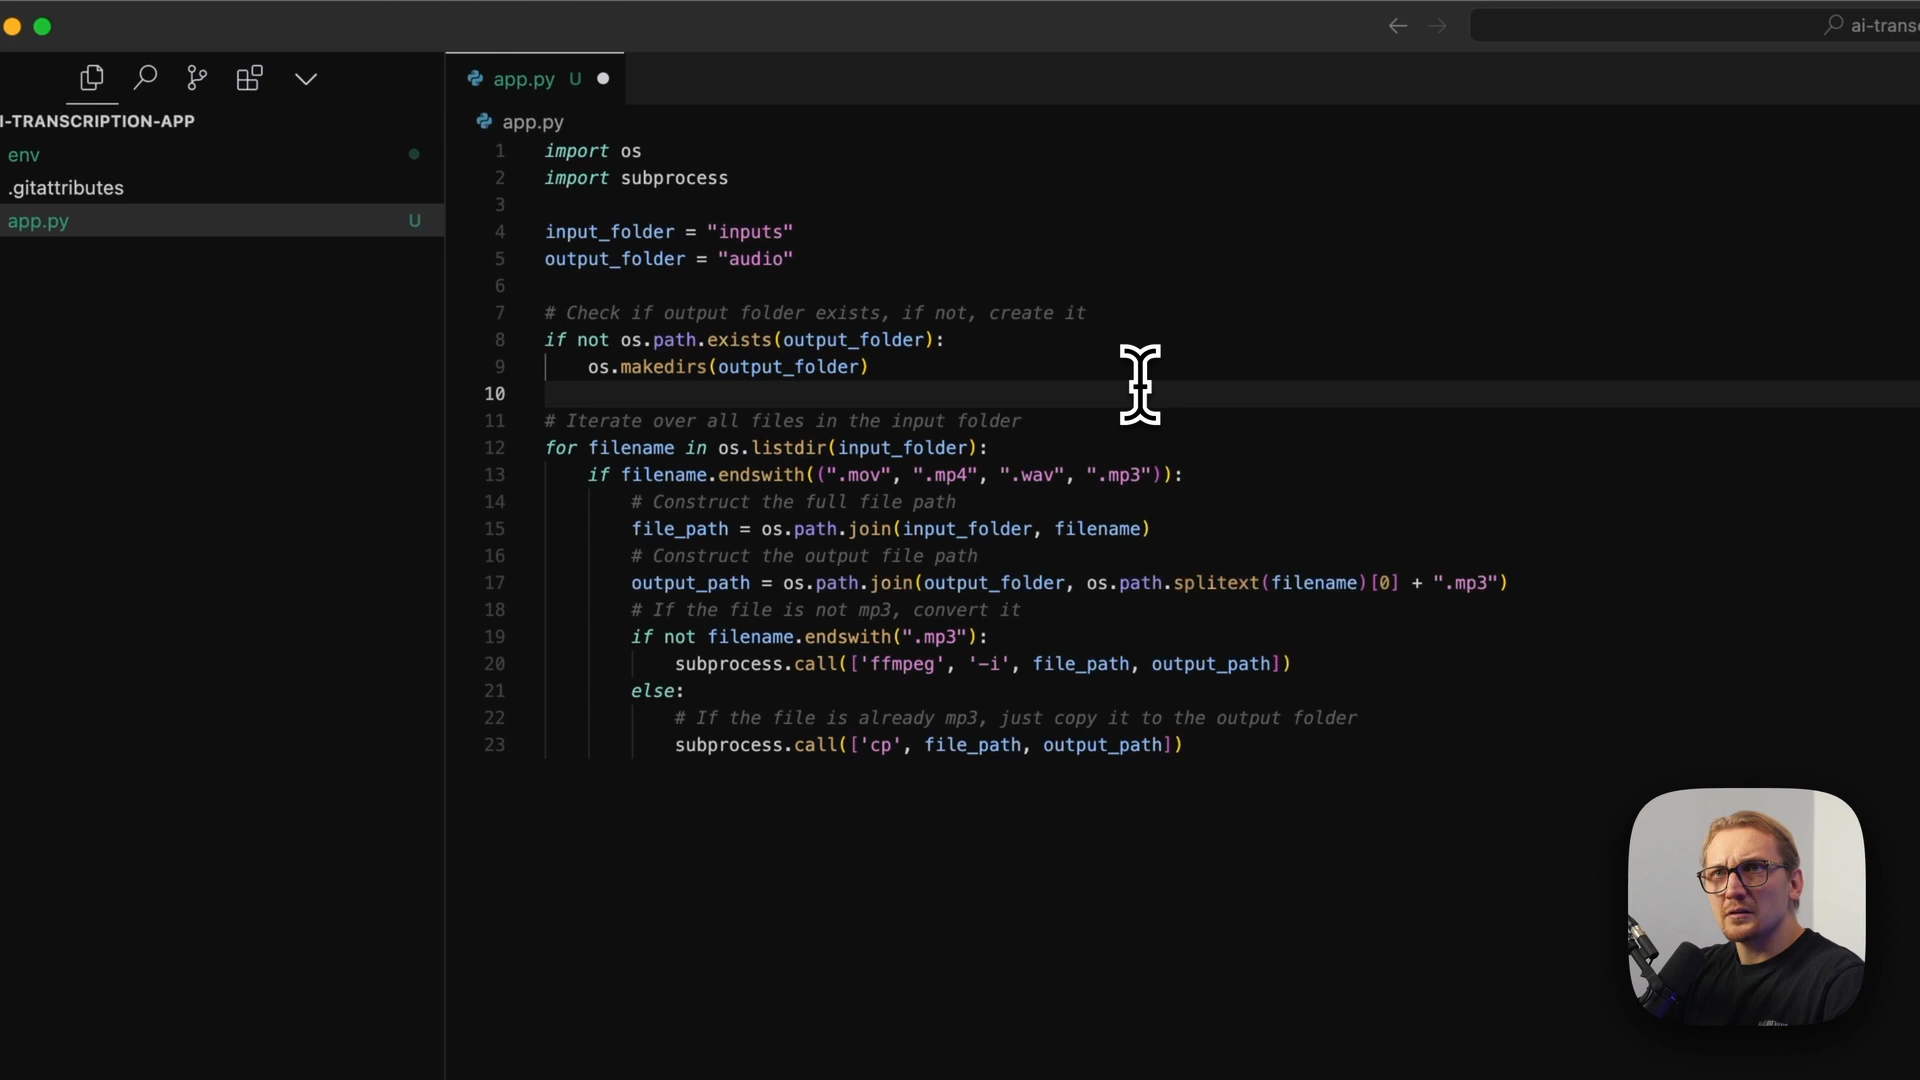 ai-transc
app.py U
I-TRANSCRIPTION-APP
env
.gitattributes
app.py U
app.py
1 import os
2 import subprocess
3
4 input_folder = "inputs"
5 output_folder = "audio"
6
7 # Check if output folder exists, if not, create it
8 if not os.path.exists(output_folder):
9     os.makedirs(output_folder)
10
11 # Iterate over all files in the input folder
12 for filename in os.listdir(input_folder):
13     if filename.endswith((".mov", ".mp4", ".wav", ".mp3")):
14         # Construct the full file path
15         file_path = os.path.join(input_folder, filename)
16         # Construct the output file path
17         output_path = os.path.join(output_folder, os.path.splitext(filename)[0] + ".mp3")
18         # If the file is not mp3, convert it
19         if not filename.endswith(".mp3"):
20             subprocess.call(['ffmpeg', '-i', file_path, output_path])
21         else:
22             # If the file is already mp3, just copy it to the output folder
23             subprocess.call(['cp', file_path, output_path])